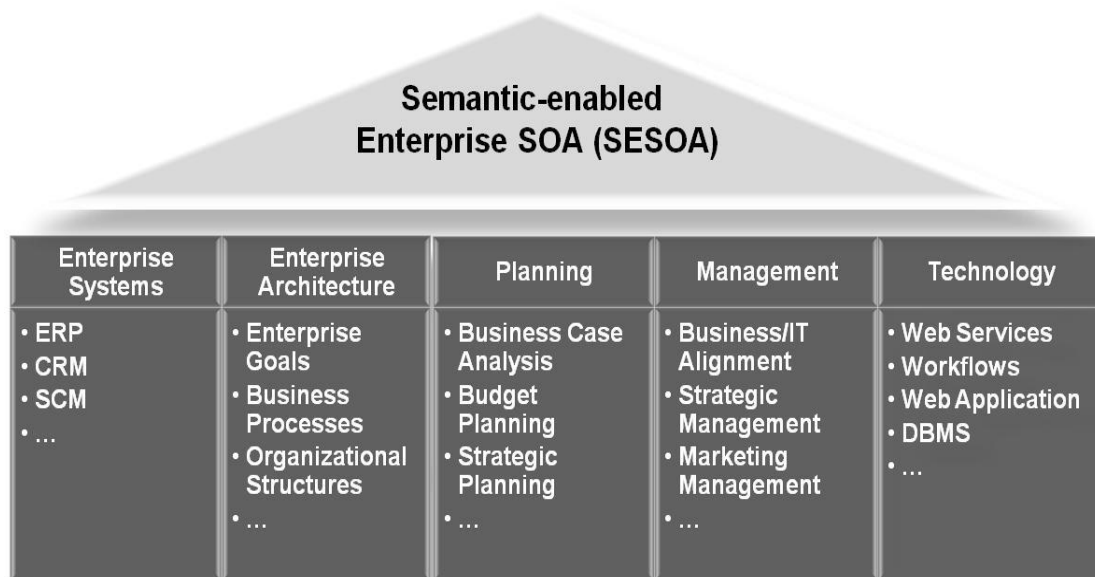 Semantic-enabled
Enterprise SOA (SESOA)
Enterprise
Systems
Enterprise
Architecture
Planning
Management
Technology
• ERP
• CRM
• SCM
• ...
• Enterprise
Goals
• Business
Processes
• Organizational
Structures
• ...
• Business Case
Analysis
• Budget
Planning
• Strategic
Planning
• ...
• Business/IT
Alignment
• Strategic
Management
• Marketing
Management
• ...
• Web Services
• Workflows
• Web Application
• DBMS
• ...